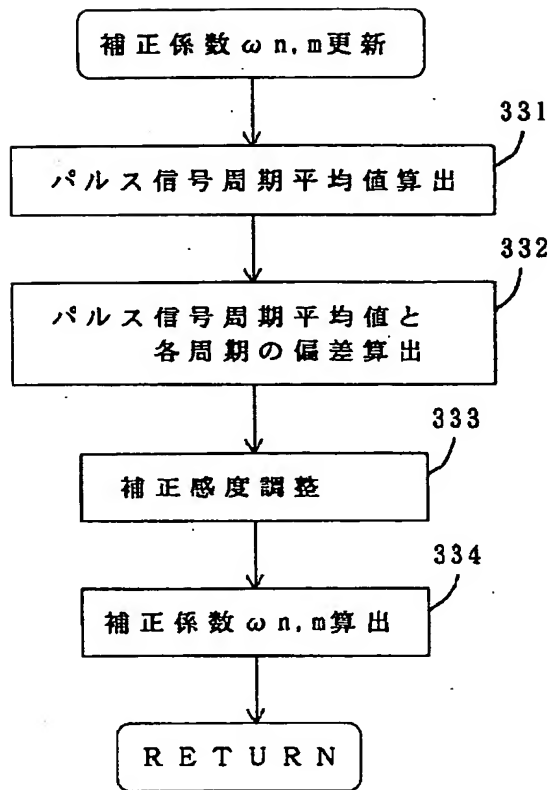 補正係数ωn,m更新
331
パルス信号周期平均値算出
332
パルス信号周期平均値と
各周期の偏差算出
333
補正感度調整
334
補正係数ωn,m算出
RETURN